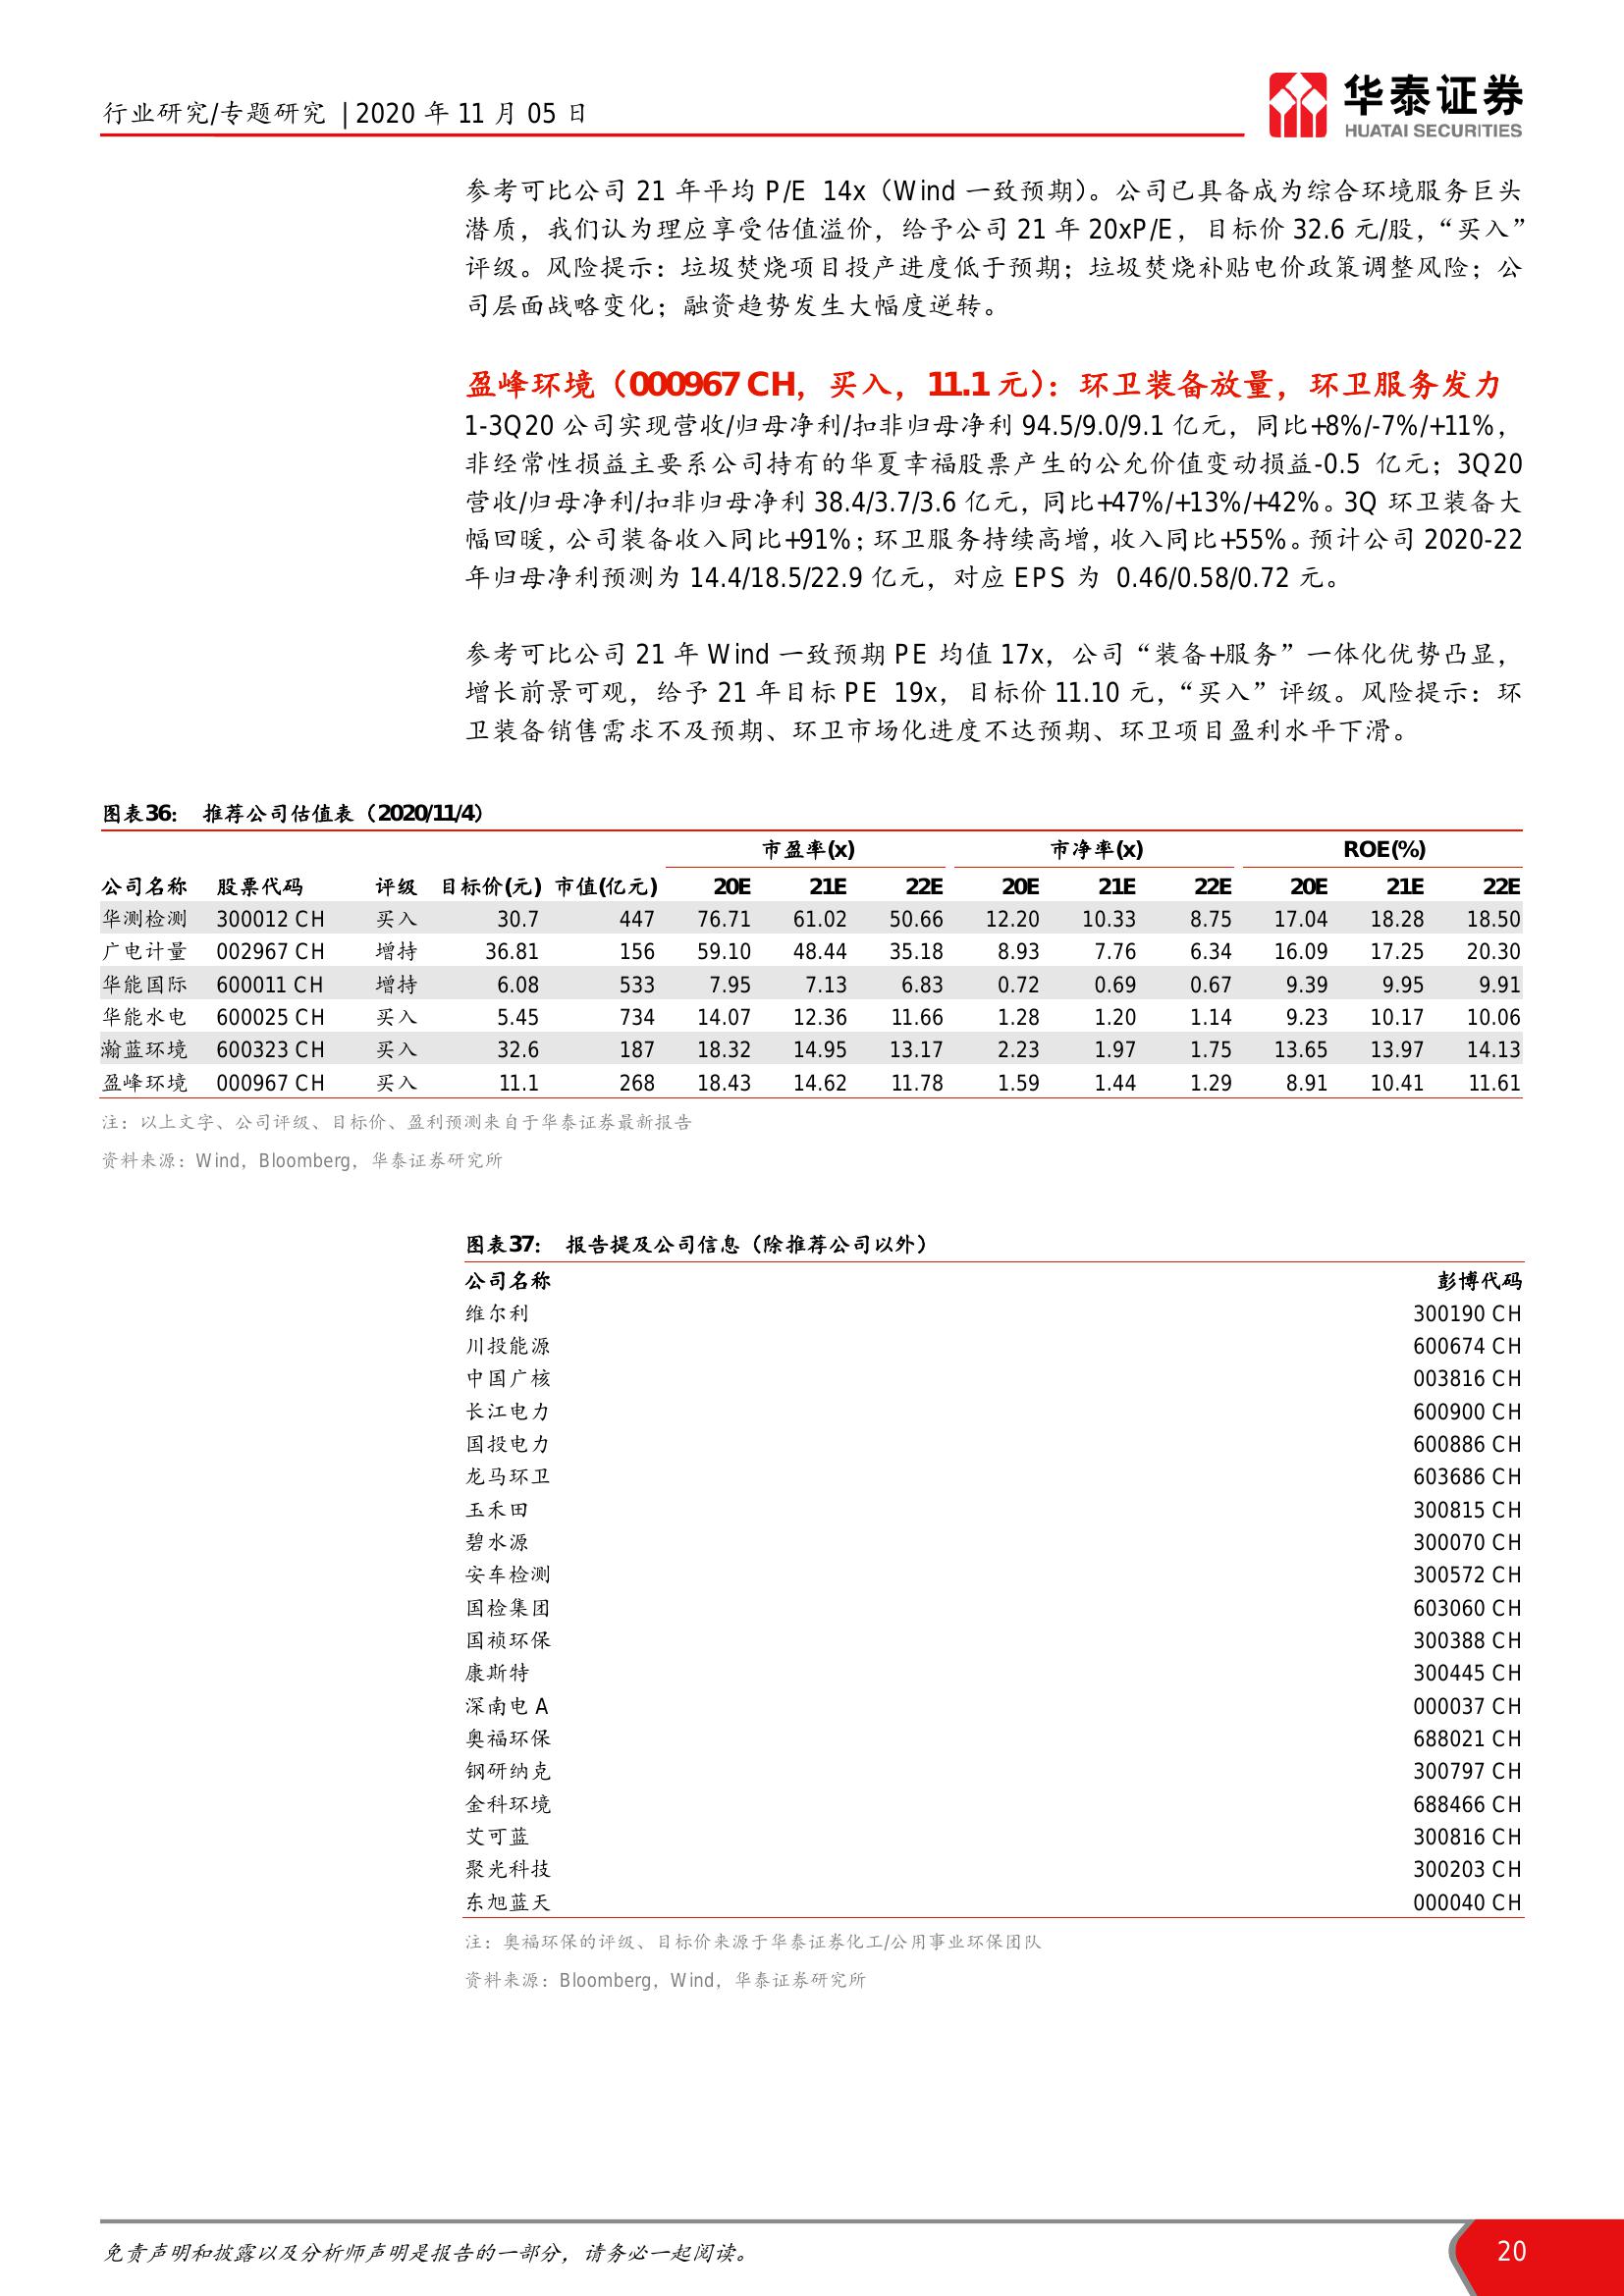 行业研究/专题研究 | 2020 年 11 月 05 日
华泰证券
HUATAI SECURITIES
参考可比公司 21 年平均 P/E 14x（Wind 一致预期）。公司已具备成为综合环境服务巨头
潜质，我们认为理应享受估值溢价，给予公司 21 年 20xP/E，目标价 32.6 元/股，“买入”
评级。风险提示：垃圾焚烧项目投产进度低于预期；垃圾焚烧补贴电价政策调整风险；公
司层面战略变化；融资趋势发生大幅度逆转。
盈峰环境（000967 CH，买入，11.1 元）：环卫装备放量，环卫服务发力
1-3Q20 公司实现营收/归母净利/扣非归母净利 94.5/9.0/9.1 亿元，同比+8%/-7%/+11%，
非经常性损益主要系公司持有的华夏幸福股票产生的公允价值变动损益-0.5 亿元；3Q20
营收/归母净利/扣非归母净利 38.4/3.7/3.6 亿元，同比+47%/+13%/+42%。3Q 环卫装备大
幅回暖，公司装备收入同比+91%；环卫服务持续高增，收入同比+55%。预计公司 2020-22
年归母净利预测为 14.4/18.5/22.9 亿元，对应 EPS 为 0.46/0.58/0.72 元。
参考可比公司 21 年 Wind 一致预期 PE 均值 17x，公司“装备+服务”一体化优势凸显，
增长前景可观，给予 21 年目标 PE 19x，目标价 11.10 元，“买入”评级。风险提示：环
卫装备销售需求不及预期、环卫市场化进度不达预期、环卫项目盈利水平下滑。
图表36： 推荐公司估值表（2020/11/4）
市盈率(x) 市净率(x) ROE(%)
公司名称 股票代码 评级 目标价(元) 市值(亿元) 20E 21E 22E 20E 21E 22E 20E 21E 22E
华测检测 300012 CH 买入 30.7 447 76.71 61.02 50.66 12.20 10.33 8.75 17.04 18.28 18.50
广电计量 002967 CH 增持 36.81 156 59.10 48.44 35.18 8.93 7.76 6.34 16.09 17.25 20.30
华能国际 600011 CH 增持 6.08 533 7.95 7.13 6.83 0.72 0.69 0.67 9.39 9.95 9.91
华能水电 600025 CH 买入 5.45 734 14.07 12.36 11.66 1.28 1.20 1.14 9.23 10.17 10.06
瀚蓝环境 600323 CH 买入 32.6 187 18.32 14.95 13.17 2.23 1.97 1.75 13.65 13.97 14.13
盈峰环境 000967 CH 买入 11.1 268 18.43 14.62 11.78 1.59 1.44 1.29 8.91 10.41 11.61
注：以上文字、公司评级、目标价、盈利预测来自于华泰证券最新报告
资料来源：Wind，Bloomberg，华泰证券研究所
图表37： 报告提及公司信息（除推荐公司以外）
公司名称 彭博代码
维尔利 300190 CH
川投能源 600674 CH
中国广核 003816 CH
长江电力 600900 CH
国投电力 600886 CH
龙马环卫 603686 CH
玉禾田 300815 CH
碧水源 300070 CH
安车检测 300572 CH
国检集团 603060 CH
国祯环保 300388 CH
康斯特 300445 CH
深南电 A 000037 CH
奥福环保 688021 CH
钢研纳克 300797 CH
金科环境 688466 CH
艾可蓝 300816 CH
聚光科技 300203 CH
东旭蓝天 000040 CH
注：奥福环保的评级、目标价来源于华泰证券化工/公用事业环保团队
资料来源：Bloomberg，Wind，华泰证券研究所
免责声明和披露以及分析师声明是报告的一部分，请务必一起阅读。
20